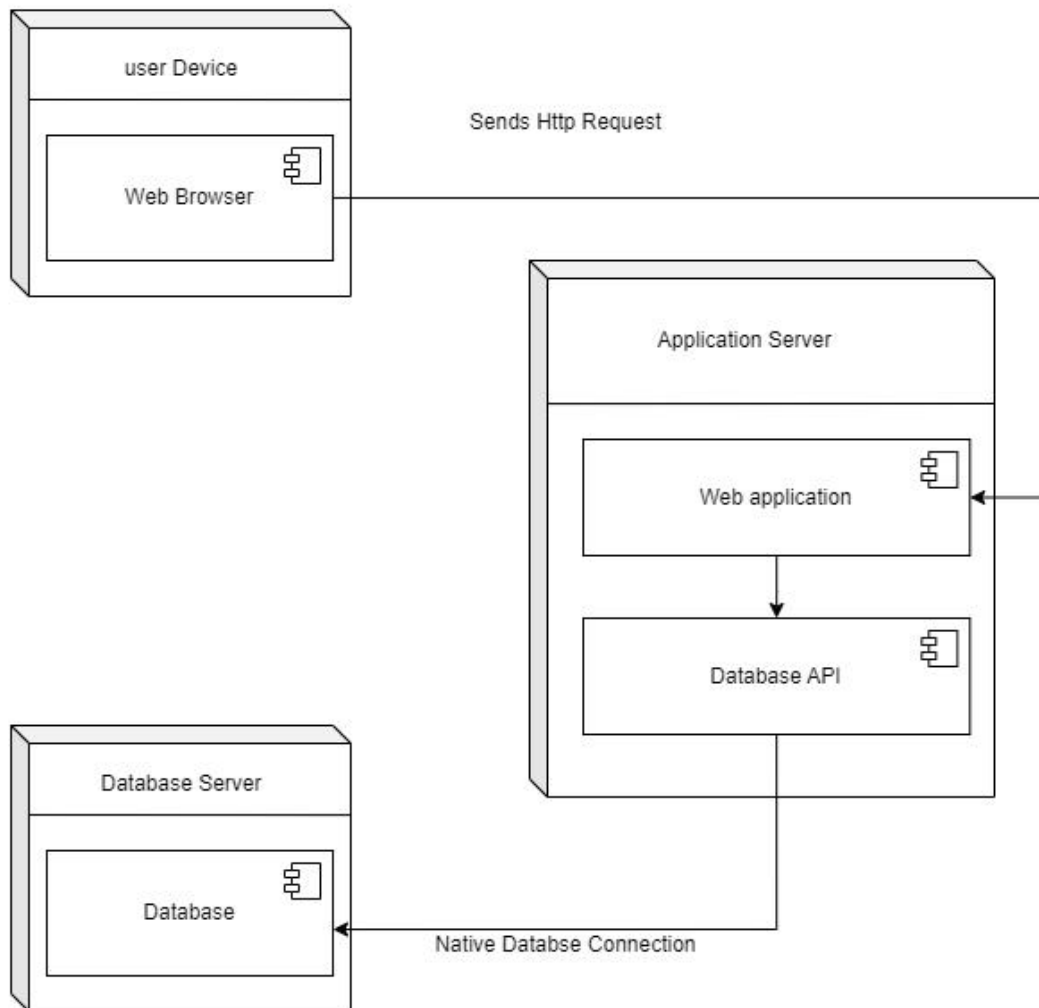 user Device
Sends Http Request
Web Browser
Application Server
Web application
Database API
Database Server
Database
Native Databse Connection